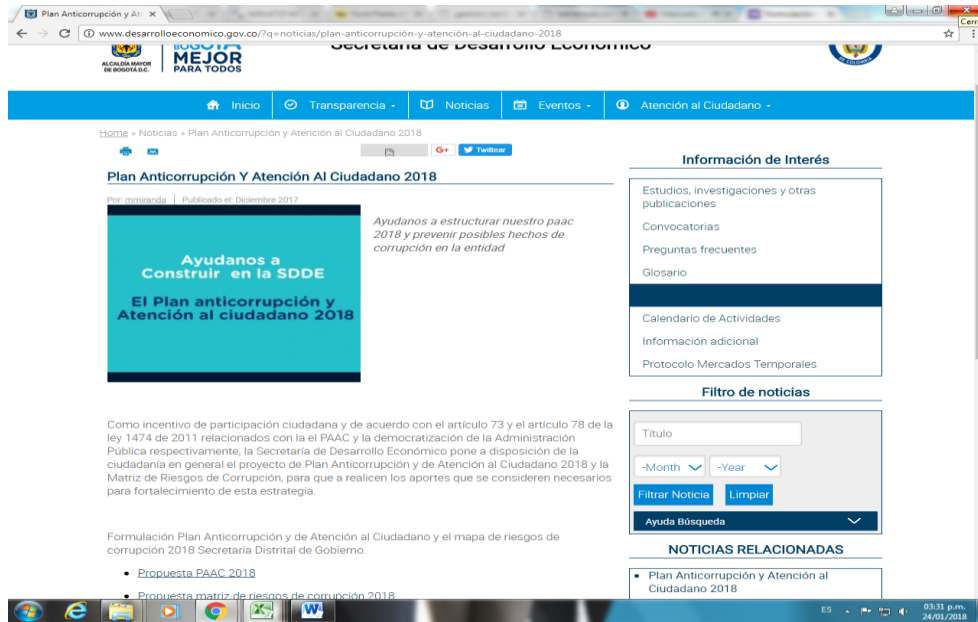 Plan Anticorrupción y At
Cerr
www.desarrolloeconomico.gov.co/?q=noticias/plan-anticorrupción-y-atención-al-ciudadano-2018
ALCALDÍA MAYOR
DE BOGOTÁ D.C.
BOGOTÁ
MEJOR
PARA TODOS
Secretaría de Desarrollo Económico
DE COLOMBIA
Inicio
Transparencia
Noticias
Eventos
Atención al Ciudadano
Home » Noticias » Plan Anticorrupción y Atención al Ciudadano 2018
G+
Twittear
Plan Anticorrupción Y Atención Al Ciudadano 2018
Por: mmiranda | Publicado el: Diciembre 2017
Ayudanos a
Construir en la SDDE
El Plan anticorrupción y
Atención al ciudadano 2018
Ayudanos a estructurar nuestro paac
2018 y prevenir posibles hechos de
corrupción en la entidad
Como incentivo de participación ciudadana y de acuerdo con el artículo 73 y el artículo 78 de la
ley 1474 de 2011 relacionados con la el PAAC y la democratización de la Administración
Pública respectivamente, la Secretaría de Desarrollo Económico pone a disposición de la
ciudadanía en general el proyecto de Plan Anticorrupción y de Atención al Ciudadano 2018 y la
Matriz de Riesgos de Corrupción, para que a realicen los aportes que se consideren necesarios
para fortalecimiento de esta estrategia.
Formulación Plan Anticorrupción y de Atención al Ciudadano y el mapa de riesgos de
corrupción 2018 Secretaria Distrital de Gobierno.
Propuesta PAAC 2018
Propuesta matriz de riesgos de corrupción 2018
Información de Interés
Estudios, investigaciones y otras
publicaciones
Convocatorias
Preguntas frecuentes
Glosario
Calendario de Actividades
Información adicional
Protocolo Mercados Temporales
Filtro de noticias
Título
-Month
-Year
Filtrar Noticia
Limpiar
Ayuda Búsqueda
NOTICIAS RELACIONADAS
Plan Anticorrupción y Atención al
Ciudadano 2018
ES
03:31 p.m.
24/01/2018